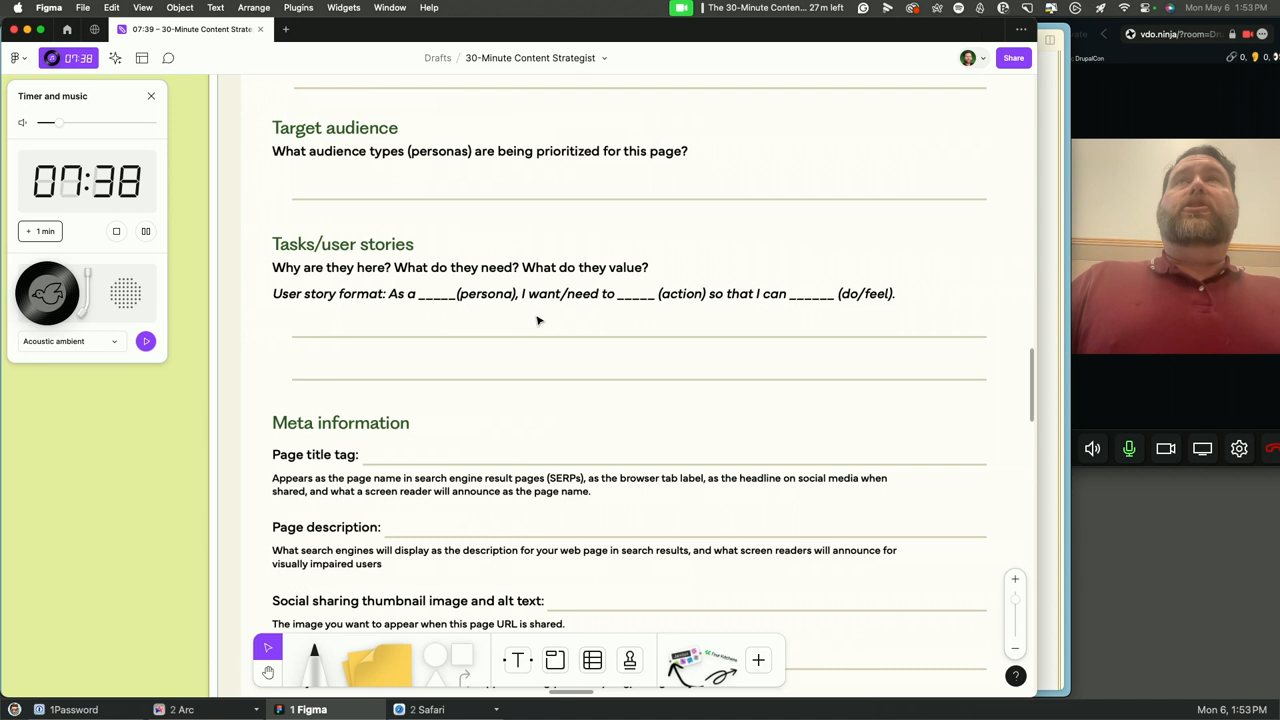 Figma File Edit View Object Text Arrange Plugins Widgets Window Help
| The 30-Minute Conten... 27m left
Mon May 6 1:53 PM
07:39 – 30-Minute Content Strate
vdo.ninja/?room=Dru
07:38
Drafts / 30-Minute Content Strategist
Share
DrupalCon
Timer and music
07:38
+ 1 min
Acoustic ambient
Target audience
What audience types (personas) are being prioritized for this page?
Tasks/user stories
Why are they here? What do they need? What do they value?
User story format: As a _____(persona), I want/need to _____ (action) so that I can ______ (do/feel).
Meta information
Page title tag:
Appears as the page name in search engine result pages (SERPs), as the browser tab label, as the headline on social media when
shared, and what a screen reader will announce as the page name.
Page description:
What search engines will display as the description for your web page in search results, and what screen readers will announce for
visually impaired users
Social sharing thumbnail image and alt text:
The image you want to appear when this page URL is shared.
T
?
1Password
2 Arc
1 Figma
2 Safari
Mon 6, 1:53 PM